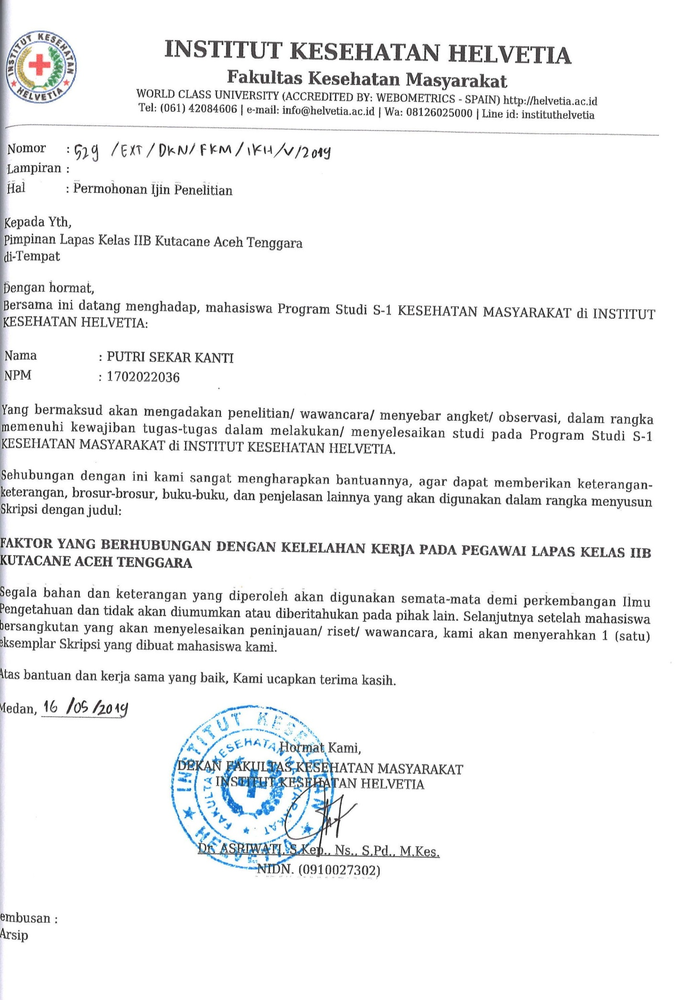 INSTITUT KESEHATAN
HELVETIA
INSTITUT KESEHATAN HELVETIA
Fakultas Kesehatan Masyarakat
WORLD CLASS UNIVERSITY (ACCREDITED BY: WEBOMETRICS - SPAIN) http://helvetia.ac.id
Tel: (061) 42084606 | e-mail: info@helvetia.ac.id | Wa: 08126025000 | Line id: instituthelvetia
Nomor : 529 /EXT/DKN/FKM/IKH/V/2019
Lampiran :
Hal : Permohonan Ijin Penelitian
Kepada Yth,
Pimpinan Lapas Kelas IIB Kutacane Aceh Tenggara
di-Tempat
Dengan hormat,
Bersama ini datang menghadap, mahasiswa Program Studi S-1 KESEHATAN MASYARAKAT di INSTITUT
KESEHATAN HELVETIA:
Nama : PUTRI SEKAR KANTI
NPM : 1702022036
Yang bermaksud akan mengadakan penelitian/ wawancara/ menyebar angket/ observasi, dalam rangka
memenuhi kewajiban tugas-tugas dalam melakukan/ menyelesaikan studi pada Program Studi S-1
KESEHATAN MASYARAKAT di INSTITUT KESEHATAN HELVETIA.
Sehubungan dengan ini kami sangat mengharapkan bantuannya, agar dapat memberikan keterangan-
keterangan, brosur-brosur, buku-buku, dan penjelasan lainnya yang akan digunakan dalam rangka menyusun
Skripsi dengan judul:
FAKTOR YANG BERHUBUNGAN DENGAN KELELAHAN KERJA PADA PEGAWAI LAPAS KELAS IIB
KUTACANE ACEH TENGGARA
Segala bahan dan keterangan yang diperoleh akan digunakan semata-mata demi perkembangan Ilmu
Pengetahuan dan tidak akan diumumkan atau diberitahukan pada pihak lain. Selanjutnya setelah mahasiswa
bersangkutan yang akan menyelesaikan peninjauan/ riset/ wawancara, kami akan menyerahkan 1 (satu)
eksemplar Skripsi yang dibuat mahasiswa kami.
Atas bantuan dan kerja sama yang baik, Kami ucapkan terima kasih.
Medan, 16 /05/2019
INSTITUT KESEHATAN
HELVETIA
FAKULTAS KESEHATAN MASYARAKAT
Hormat Kami,
DEKAN FAKULTAS KESEHATAN MASYARAKAT
INSTITUT KESEHATAN HELVETIA
Dr. ASRIWATI, S.Kep., Ns., S.Pd., M.Kes.
NIDN. (0910027302)
embusan :
Arsip